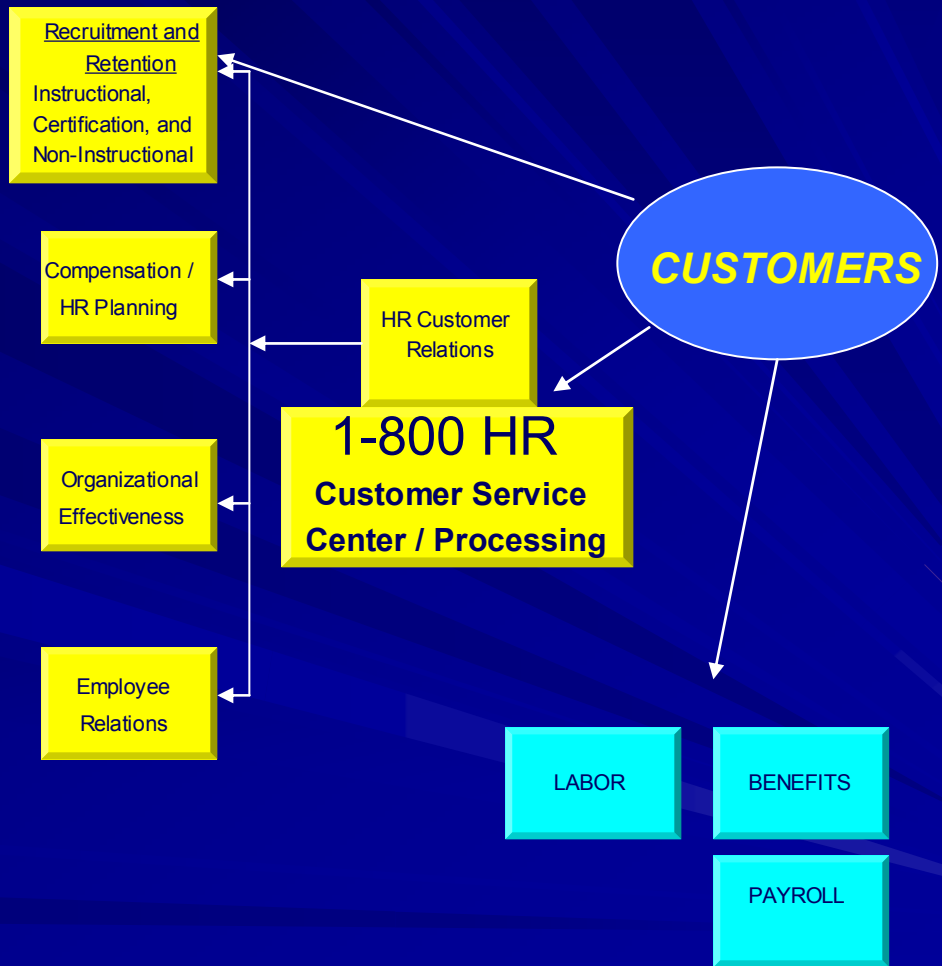 Recruitment and
Retention
Instructional,
Certification, and
Non-Instructional
CUSTOMERS
Compensation /
HR Planning
HR Customer
Relations
1-800 HR
Customer Service
Center / Processing
Organizational
Effectiveness
Employee
Relations
LABOR
BENEFITS
PAYROLL